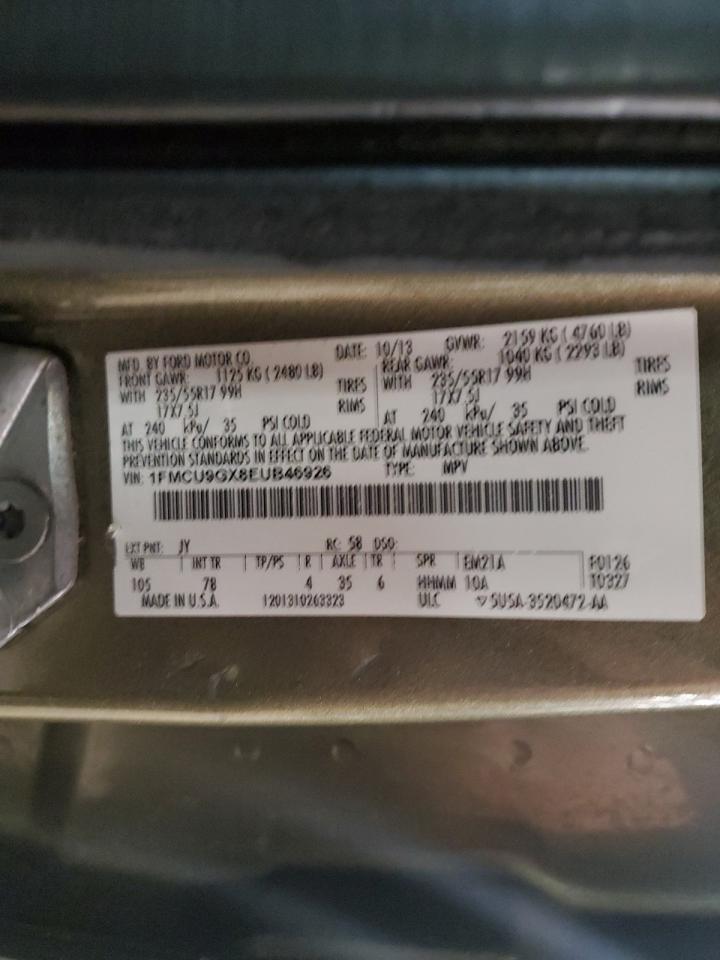 MFD. BY FORD MOTOR CO. DATE: 10/13 GVWR: 2159 KG ( 4760 LB)
FRONT GAWR: 1125 KG ( 2480 LB) REAR GAWR: 1040 KG ( 2293 LB)
WITH 235/55R17 99H TIRES WITH 235/55R17 99H TIRES
17X7.5J RIMS 17X7.5J RIMS
AT 240 kPa/ 35 PSI COLD AT 240 kPa/ 35 PSI COLD
THIS VEHICLE CONFORMS TO ALL APPLICABLE FEDERAL MOTOR VEHICLE SAFETY AND THEFT
PREVENTION STANDARDS IN EFFECT ON THE DATE OF MANUFACTURE SHOWN ABOVE.
VIN: 1FMCU9GX8EUB46926 TYPE: MPV
EXT PNT: JY RC: 58 DSO:
WB INT TR TP/PS R AXLE TR SPR EM21A F0126
105 78 4 35 6 HHMM 10A T0327
MADE IN U.S.A. 1201310263323 ULC ▽5U5A-3520472-AA